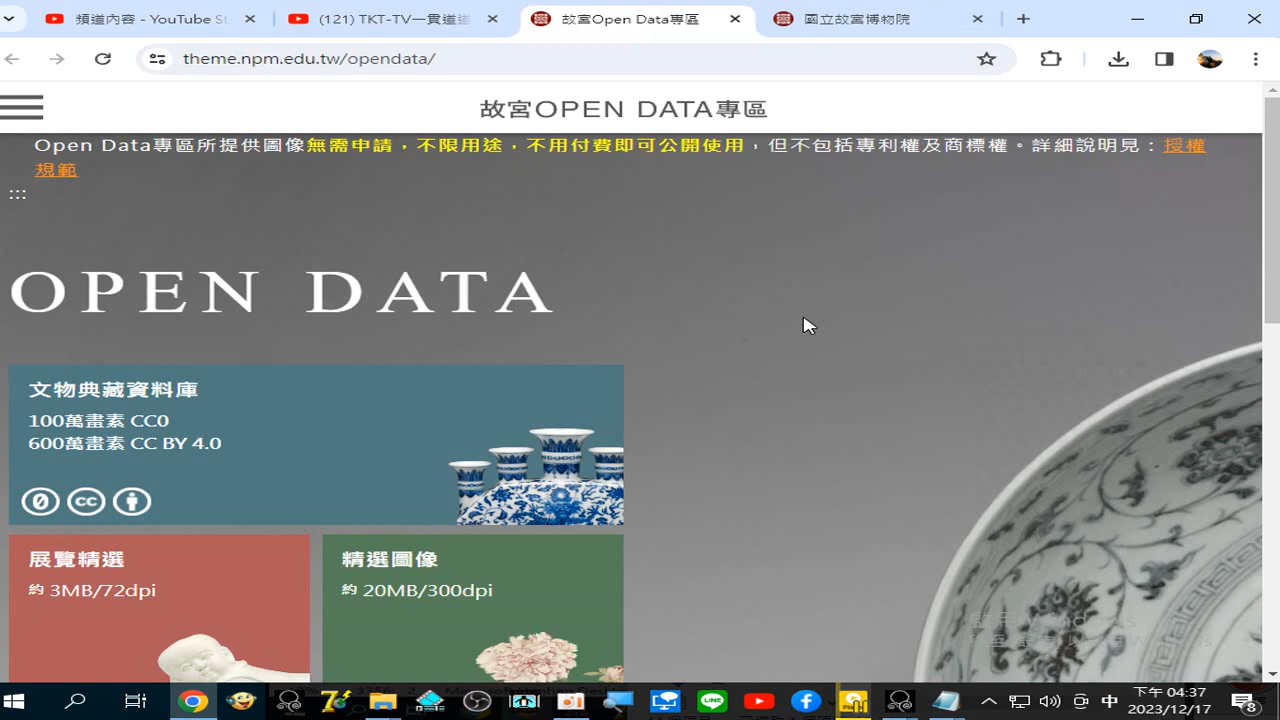 頻道內容 - YouTube St
(121) TKT-TV一貫道道
故宮Open Data專區
國立故宮博物院
theme.npm.edu.tw/opendata/
故宮OPEN DATA專區
Open Data專區所提供圖像無需申請，不限用途，不用付費即可公開使用，但不包括專利權及商標權。詳細說明見：授權
規範
:::
OPEN DATA
文物典藏資料庫
100萬畫素 CC0
600萬畫素 CC BY 4.0
展覽精選
約 3MB/72dpi
精選圖像
約 20MB/300dpi
啟用 Windows
中
下午 04:37
2023/12/17
8